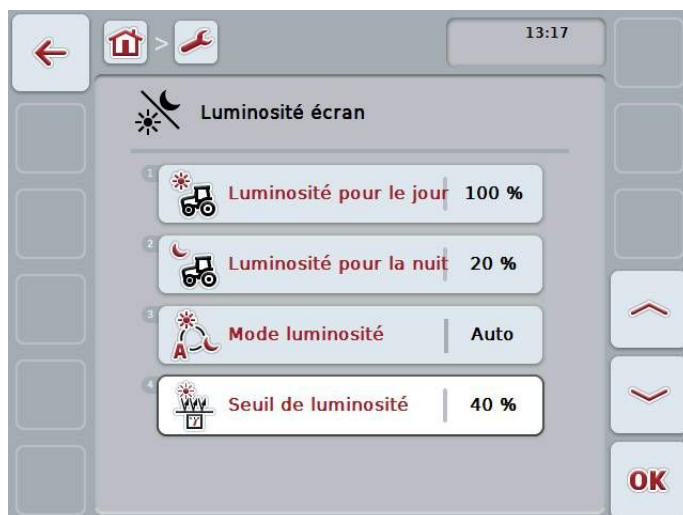 13:17
>
Luminosité écran
1
Luminosité pour le jour 100 %
2
Luminosité pour la nuit 20 %
3
A
Mode luminosité Auto
4
Seuil de luminosité 40 %
OK